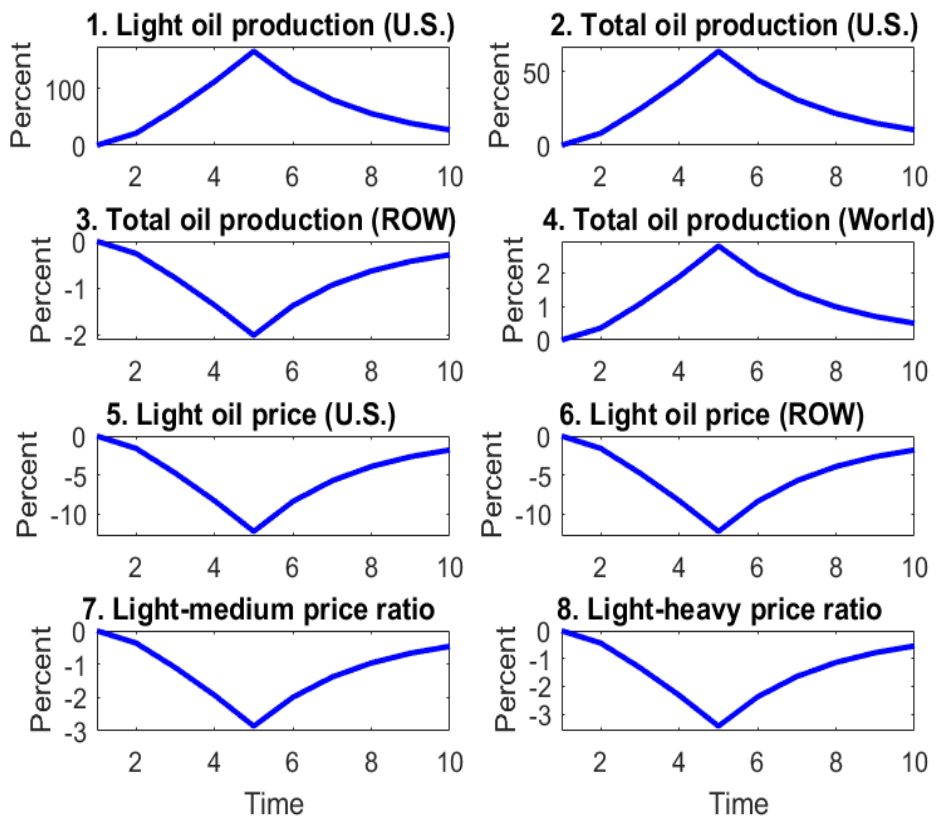 1. Light oil production (U.S.)
Percent
100
0
2 4 6 8 10
2. Total oil production (U.S.)
Percent
50
0
2 4 6 8 10
3. Total oil production (ROW)
Percent
0
-1
-2
2 4 6 8 10
4. Total oil production (World)
Percent
2
1
0
2 4 6 8 10
5. Light oil price (U.S.)
Percent
0
-5
-10
2 4 6 8 10
6. Light oil price (ROW)
Percent
0
-5
-10
2 4 6 8 10
7. Light-medium price ratio
Percent
0
-1
-2
-3
2 4 6 8 10
Time
8. Light-heavy price ratio
Percent
0
-1
-2
-3
2 4 6 8 10
Time